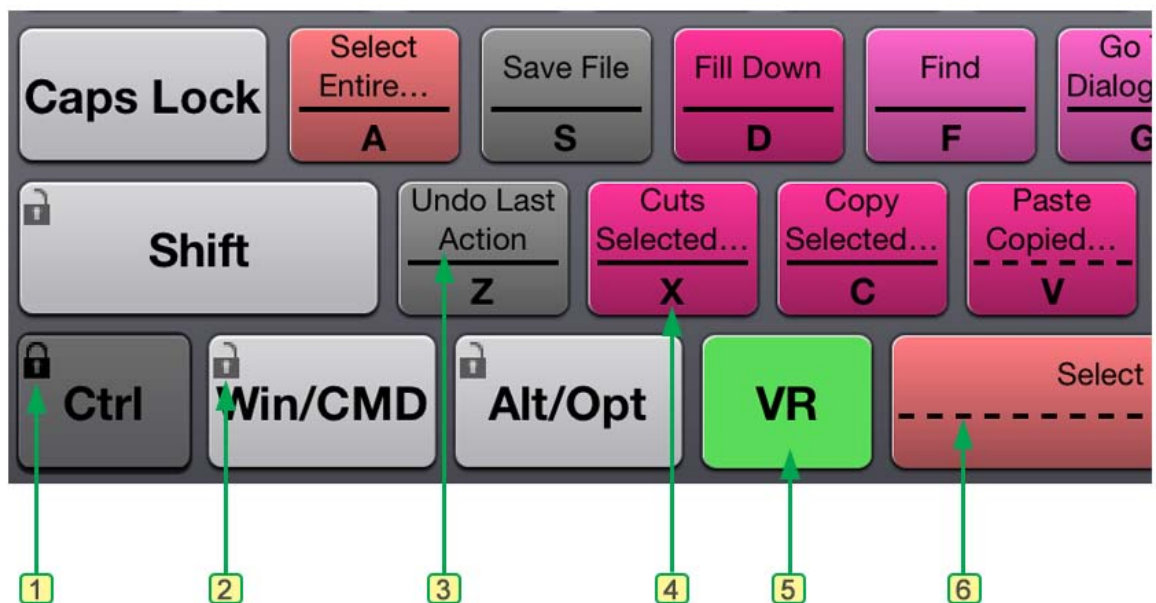 Caps Lock
Select
Entire...
A
Save File
S
Fill Down
D
Find
F
Go
Dialog
G
Shift
Undo Last
Action
Z
Cuts
Selected...
X
Copy
Selected...
C
Paste
Copied...
V
Ctrl
Win/CMD
Alt/Opt
VR
Select
1
2
3
4
5
6